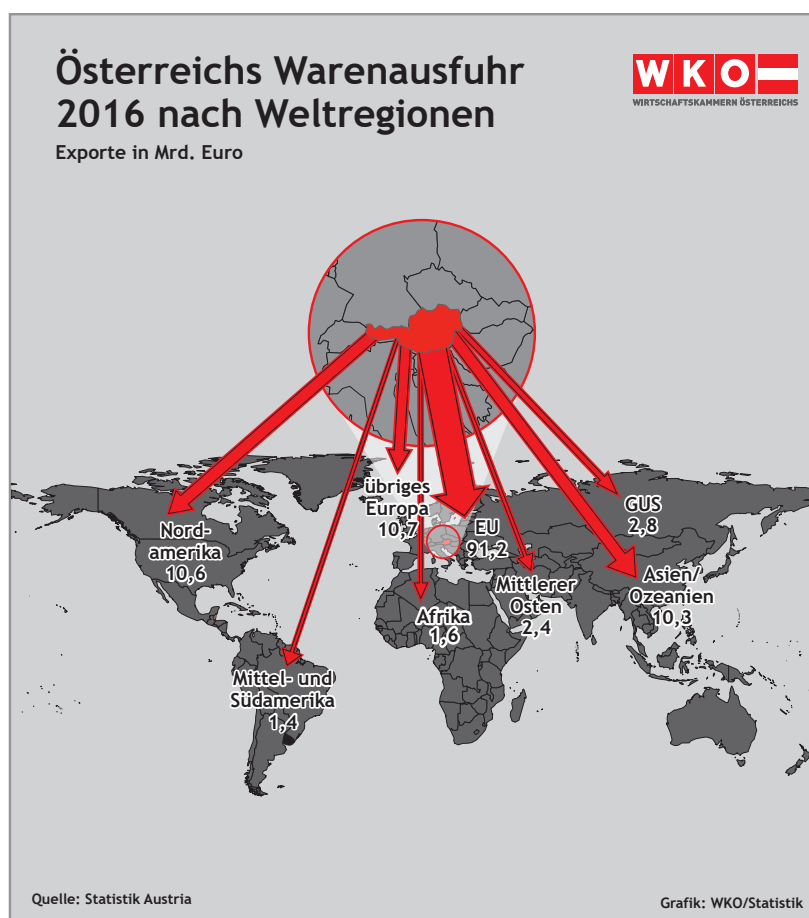 Österreichs Warenausfuhr
2016 nach Weltregionen
Exporte in Mrd. Euro
WKO
WIRTSCHAFTSKAMMERN ÖSTERREICHS
übriges
Europa
10,7
EU
91,2
GUS
2,8
Nord-
amerika
10,6
Mittlerer
Osten
2,4
Asien/
Ozeanien
10,3
Afrika
1,6
Mittel- und
Südamerika
1,4
Quelle: Statistik Austria
Grafik: WKO/Statistik